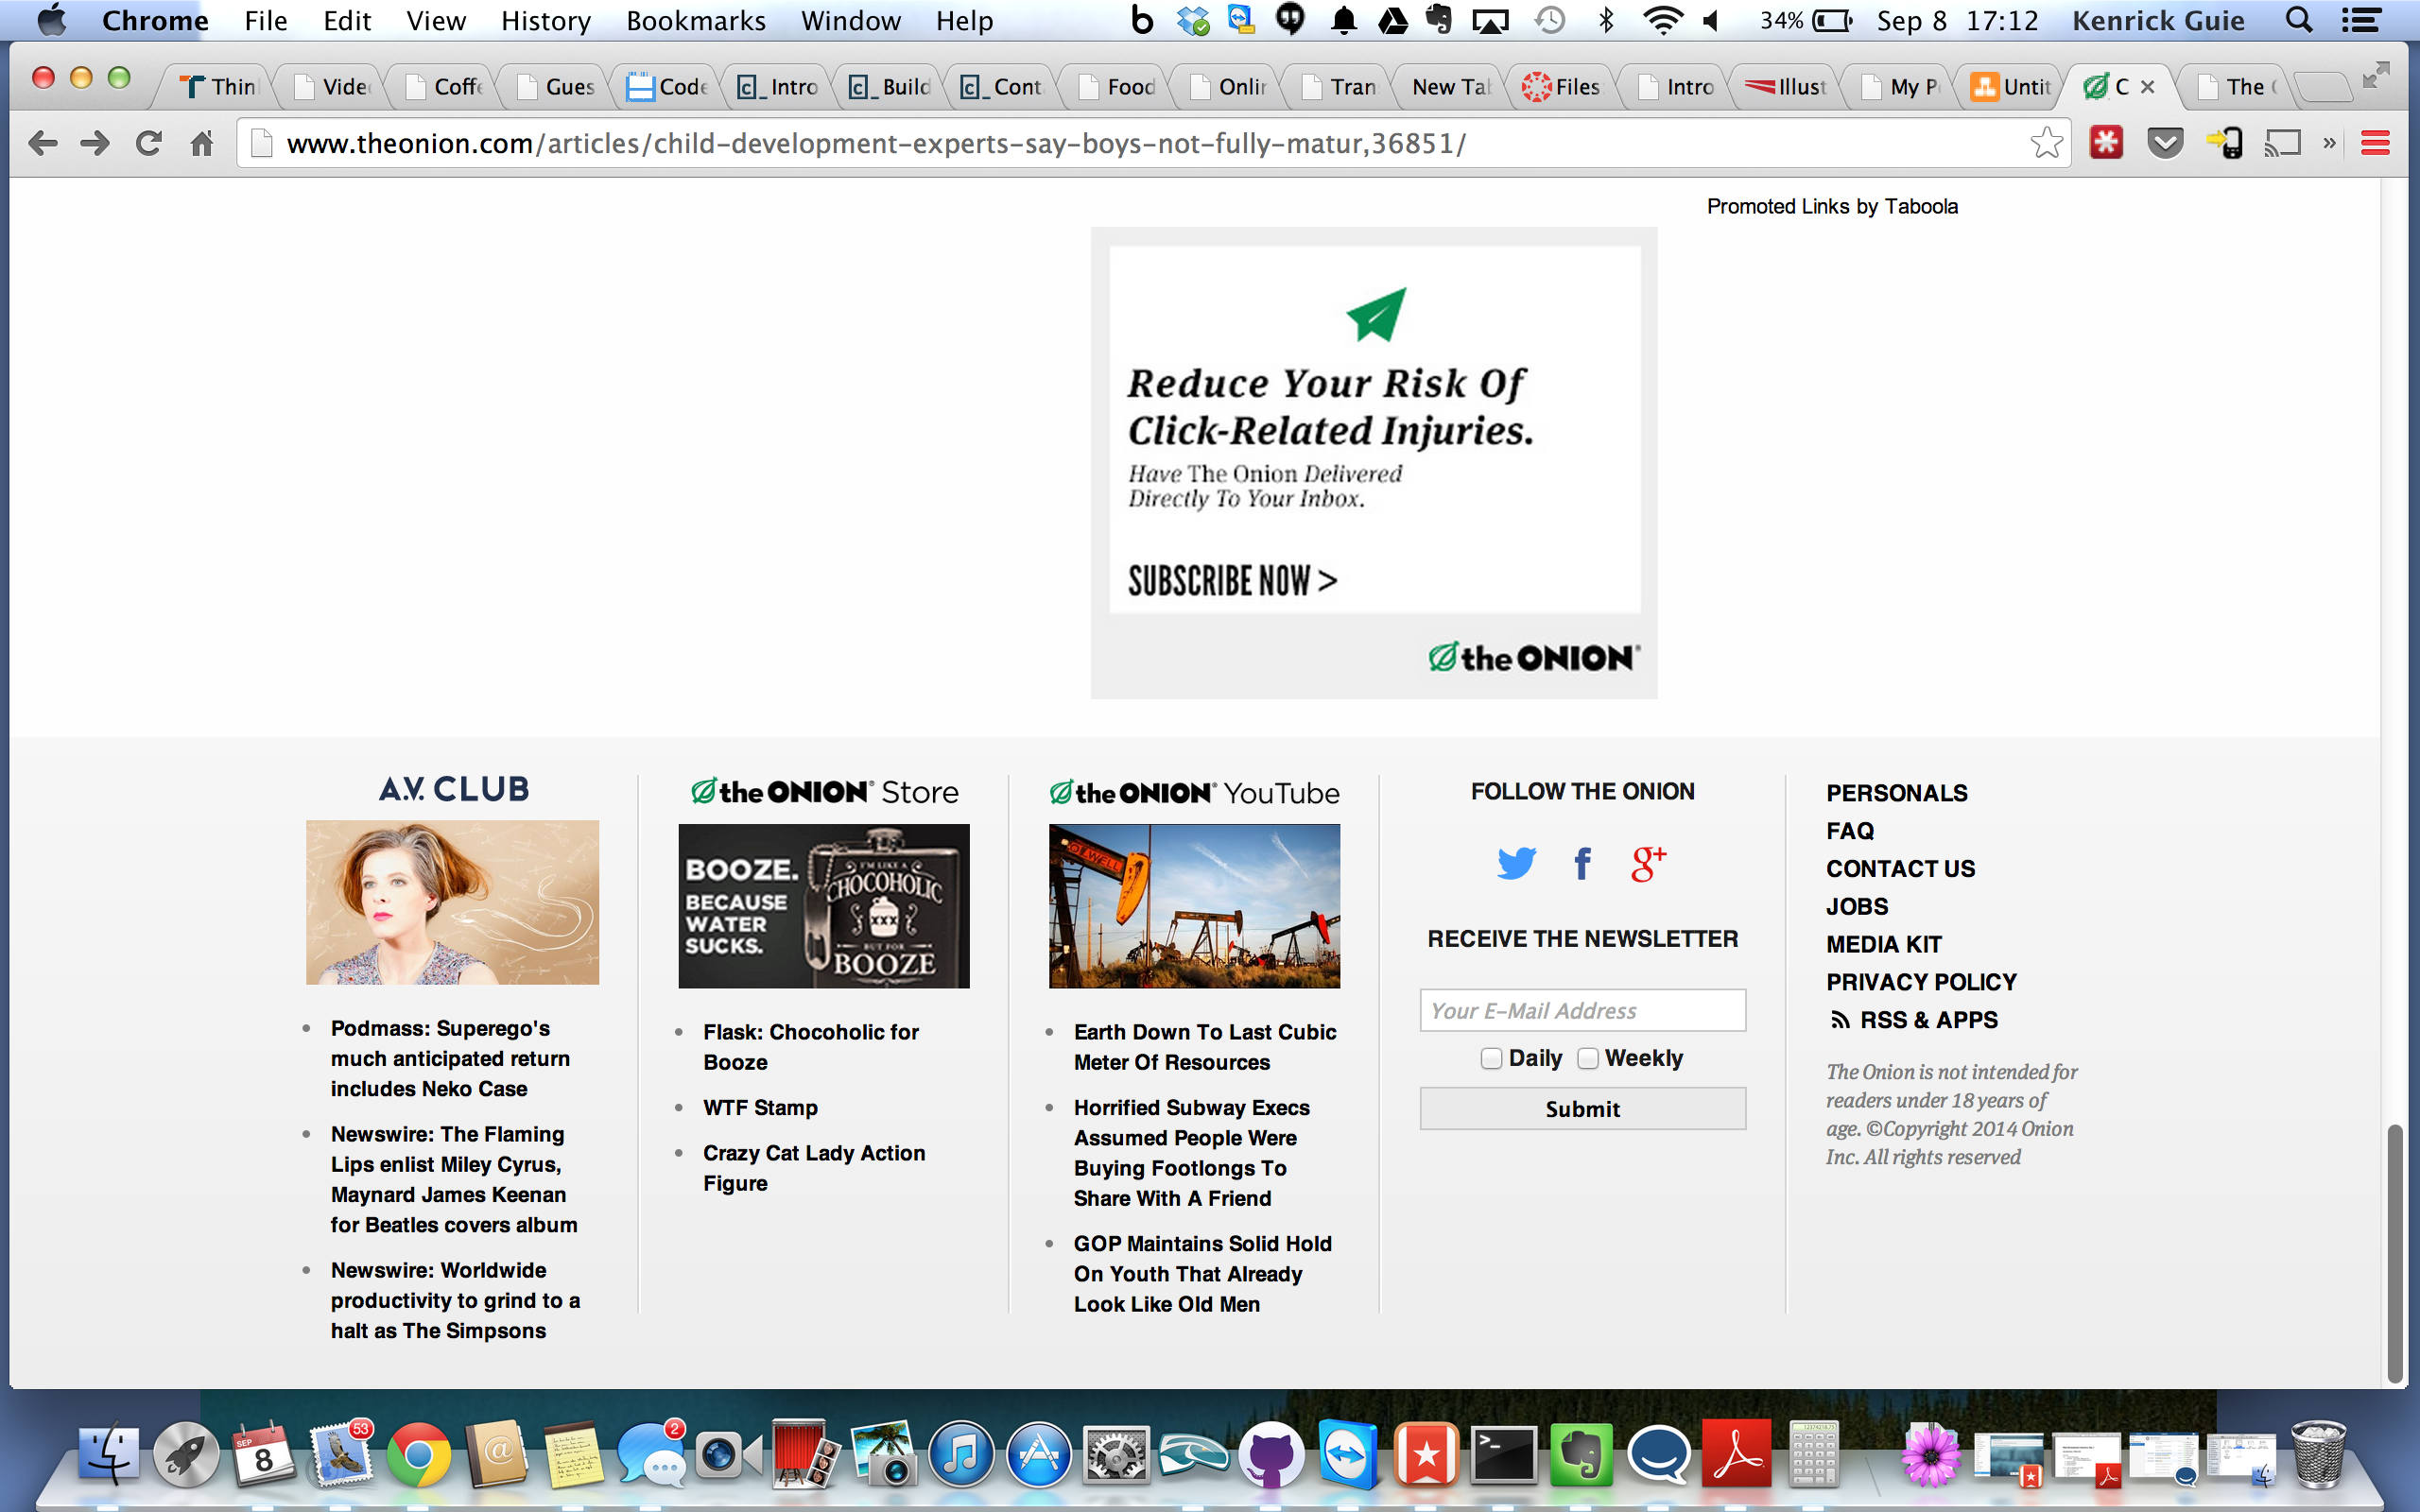 Chrome File Edit View History Bookmarks Window Help 34% Sep 8 17:12 Kenrick Guie
Thin Vide Coffe Gues Code c_ Intro c_ Build c_ Cont Food Onlin Tran New Tab Files Intro Illust My P Untit C The
www.theonion.com/articles/child-development-experts-say-boys-not-fully-matur,36851/
Promoted Links by Taboola
Reduce Your Risk Of
Click-Related Injuries.
Have The Onion Delivered
Directly To Your Inbox.
SUBSCRIBE NOW >
the ONION®
A.V. CLUB
Podmass: Superego's
much anticipated return
includes Neko Case
Newswire: The Flaming
Lips enlist Miley Cyrus,
Maynard James Keenan
for Beatles covers album
Newswire: Worldwide
productivity to grind to a
halt as The Simpsons
the ONION® Store
BOOZE.
BECAUSE
WATER
SUCKS.
I'M LIKE A
CHOCOHOLIC
XXX
BUT FOR
BOOZE
Flask: Chocoholic for
Booze
WTF Stamp
Crazy Cat Lady Action
Figure
the ONION® YouTube
Earth Down To Last Cubic
Meter Of Resources
Horrified Subway Execs
Assumed People Were
Buying Footlongs To
Share With A Friend
GOP Maintains Solid Hold
On Youth That Already
Look Like Old Men
FOLLOW THE ONION
RECEIVE THE NEWSLETTER
Your E-Mail Address
Daily Weekly
Submit
PERSONALS
FAQ
CONTACT US
JOBS
MEDIA KIT
PRIVACY POLICY
RSS & APPS
The Onion is not intended for
readers under 18 years of
age. ©Copyright 2014 Onion
Inc. All rights reserved
SEP
8
53
2